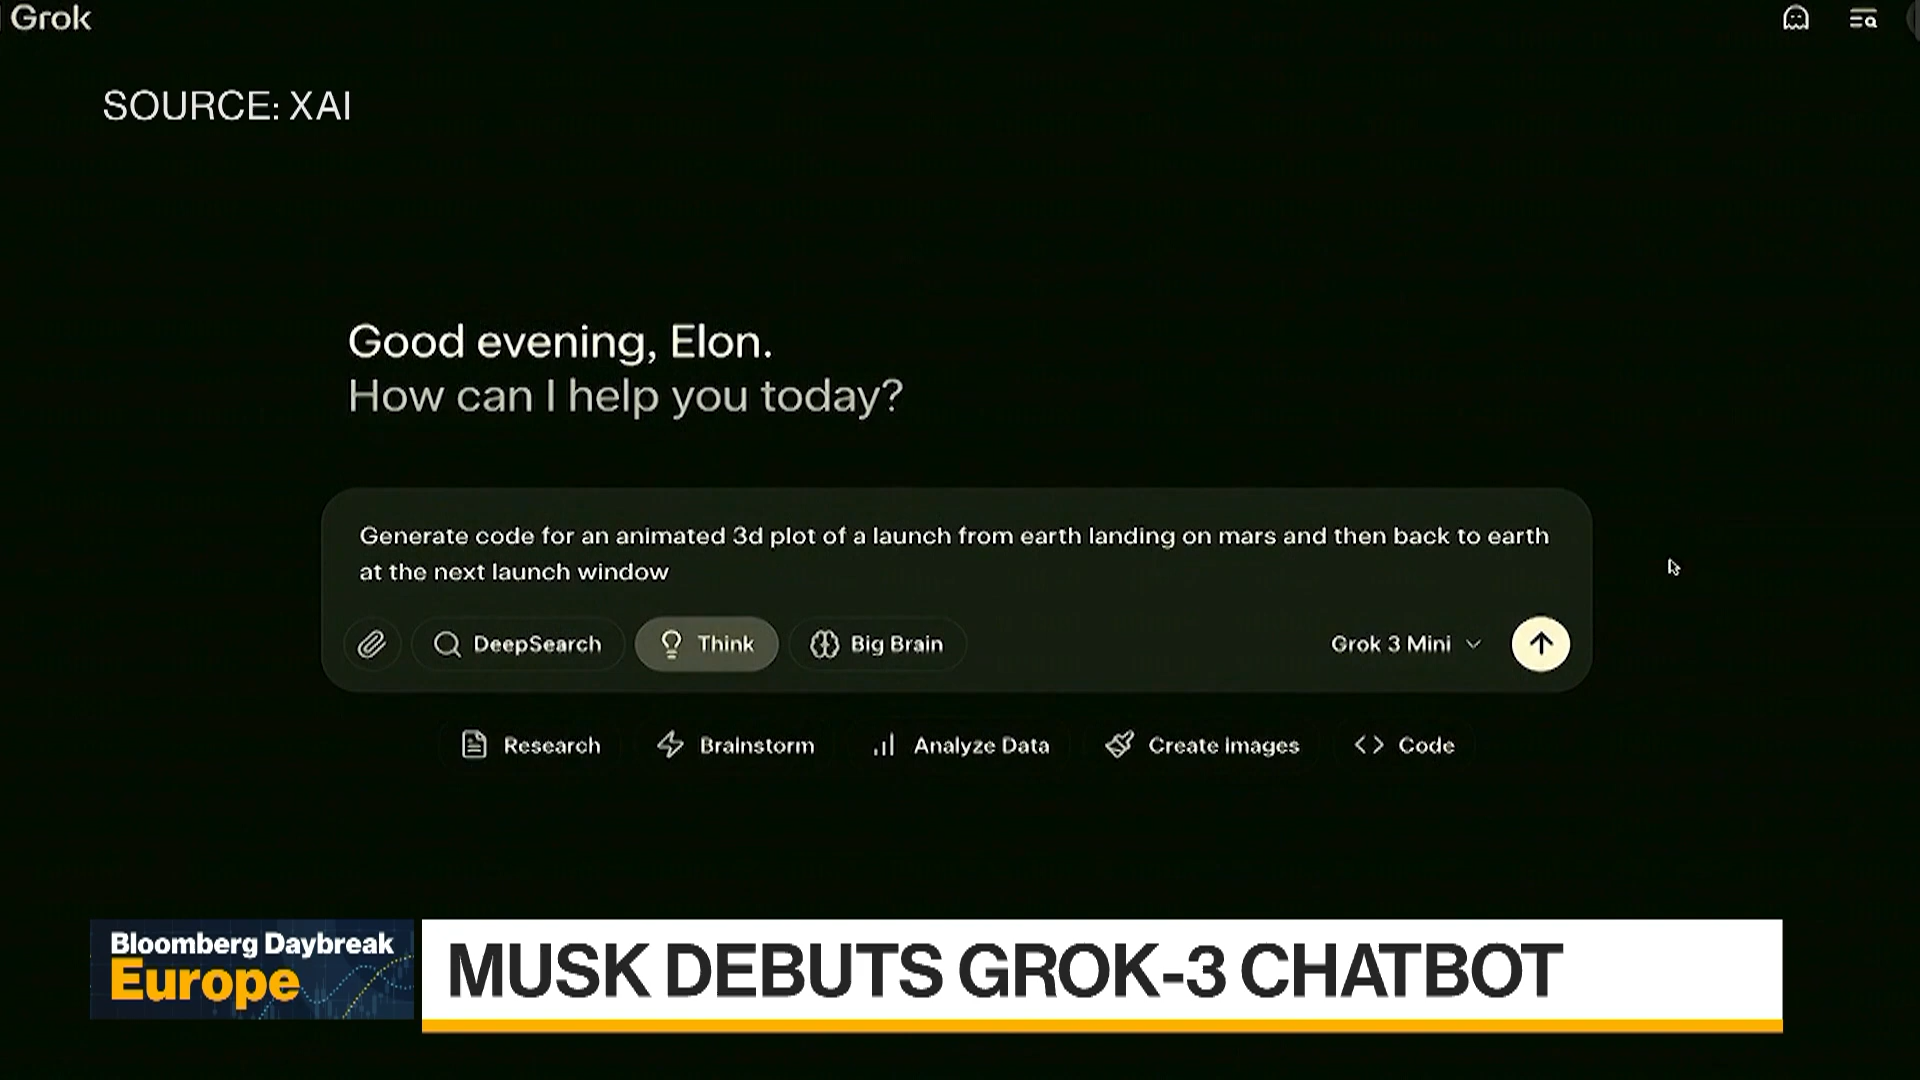 Grok
SOURCE: XAI
Good evening, Elon.
How can I help you today?
Generate code for an animated 3d plot of a launch from earth landing on mars and then back to earth
at the next launch window
DeepSearch
Think
Big Brain
Grok 3 Mini
Research
Brainstorm
Analyze Data
Create images
Code
Bloomberg Daybreak
Europe
MUSK DEBUTS GROK-3 CHATBOT